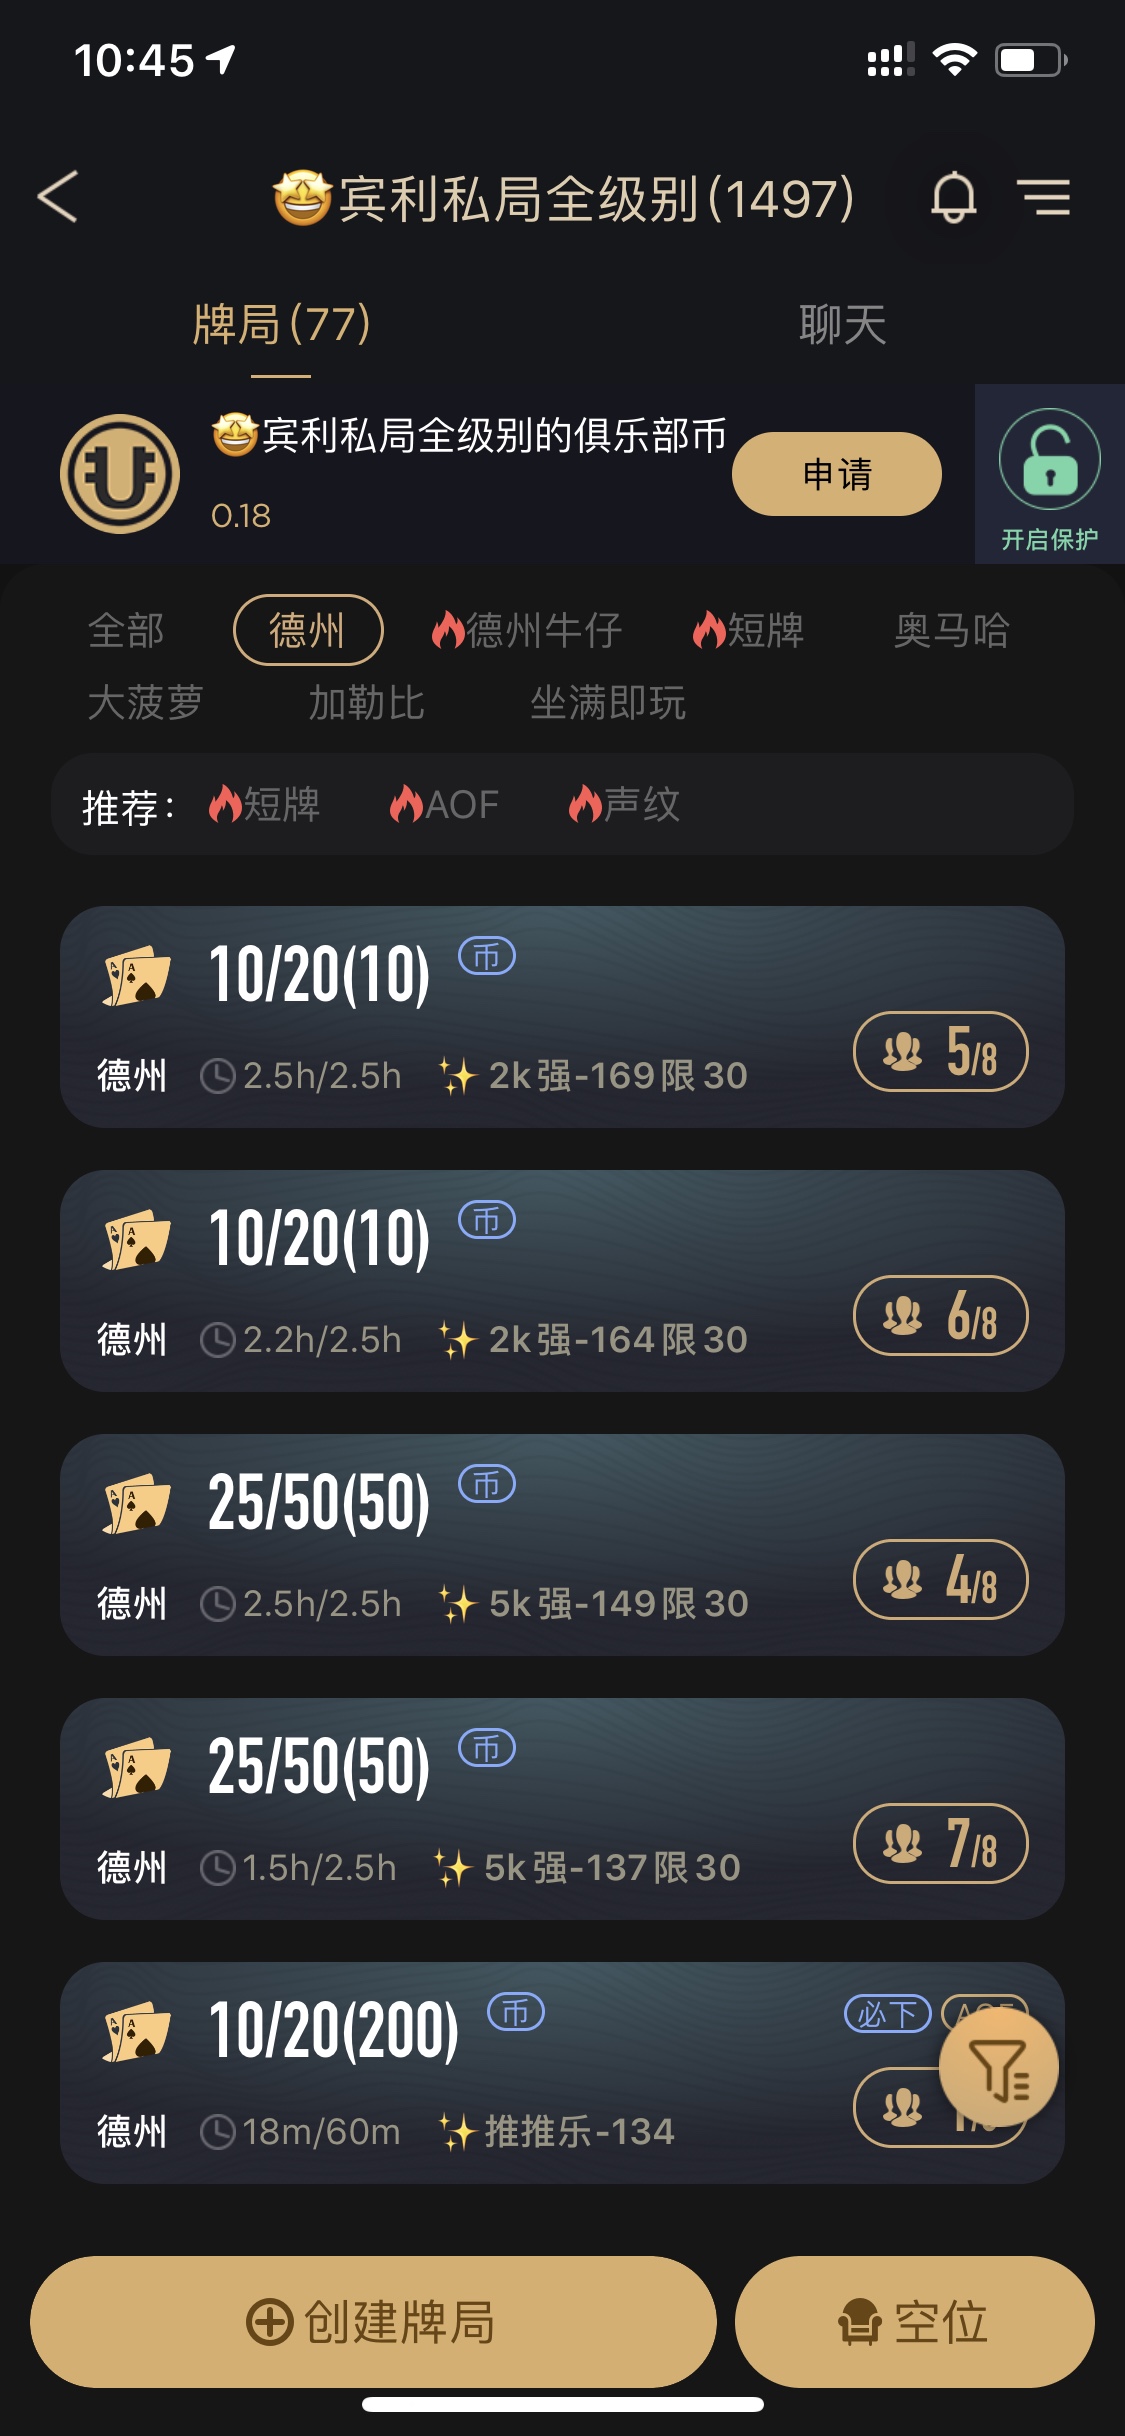 10:45
🤩宾利私局全级别(1497)
牌局(77)
聊天
🤩宾利私局全级别的俱乐部币
0.18
申请
开启保护
全部 德州 德州牛仔 短牌 奥马哈
大菠萝 加勒比 坐满即玩
推荐: 短牌 AOF 声纹
10/20(10) 币
5/8
德州 2.5h/2.5h ✨ 2k强-169限30
10/20(10) 币
6/8
德州 2.2h/2.5h ✨ 2k强-164限30
25/50(50) 币
4/8
德州 2.5h/2.5h ✨ 5k强-149限30
25/50(50) 币
7/8
德州 1.5h/2.5h ✨ 5k强-137限30
10/20(200) 币 必下
德州 18m/60m ✨推推乐-134
创建牌局
空位